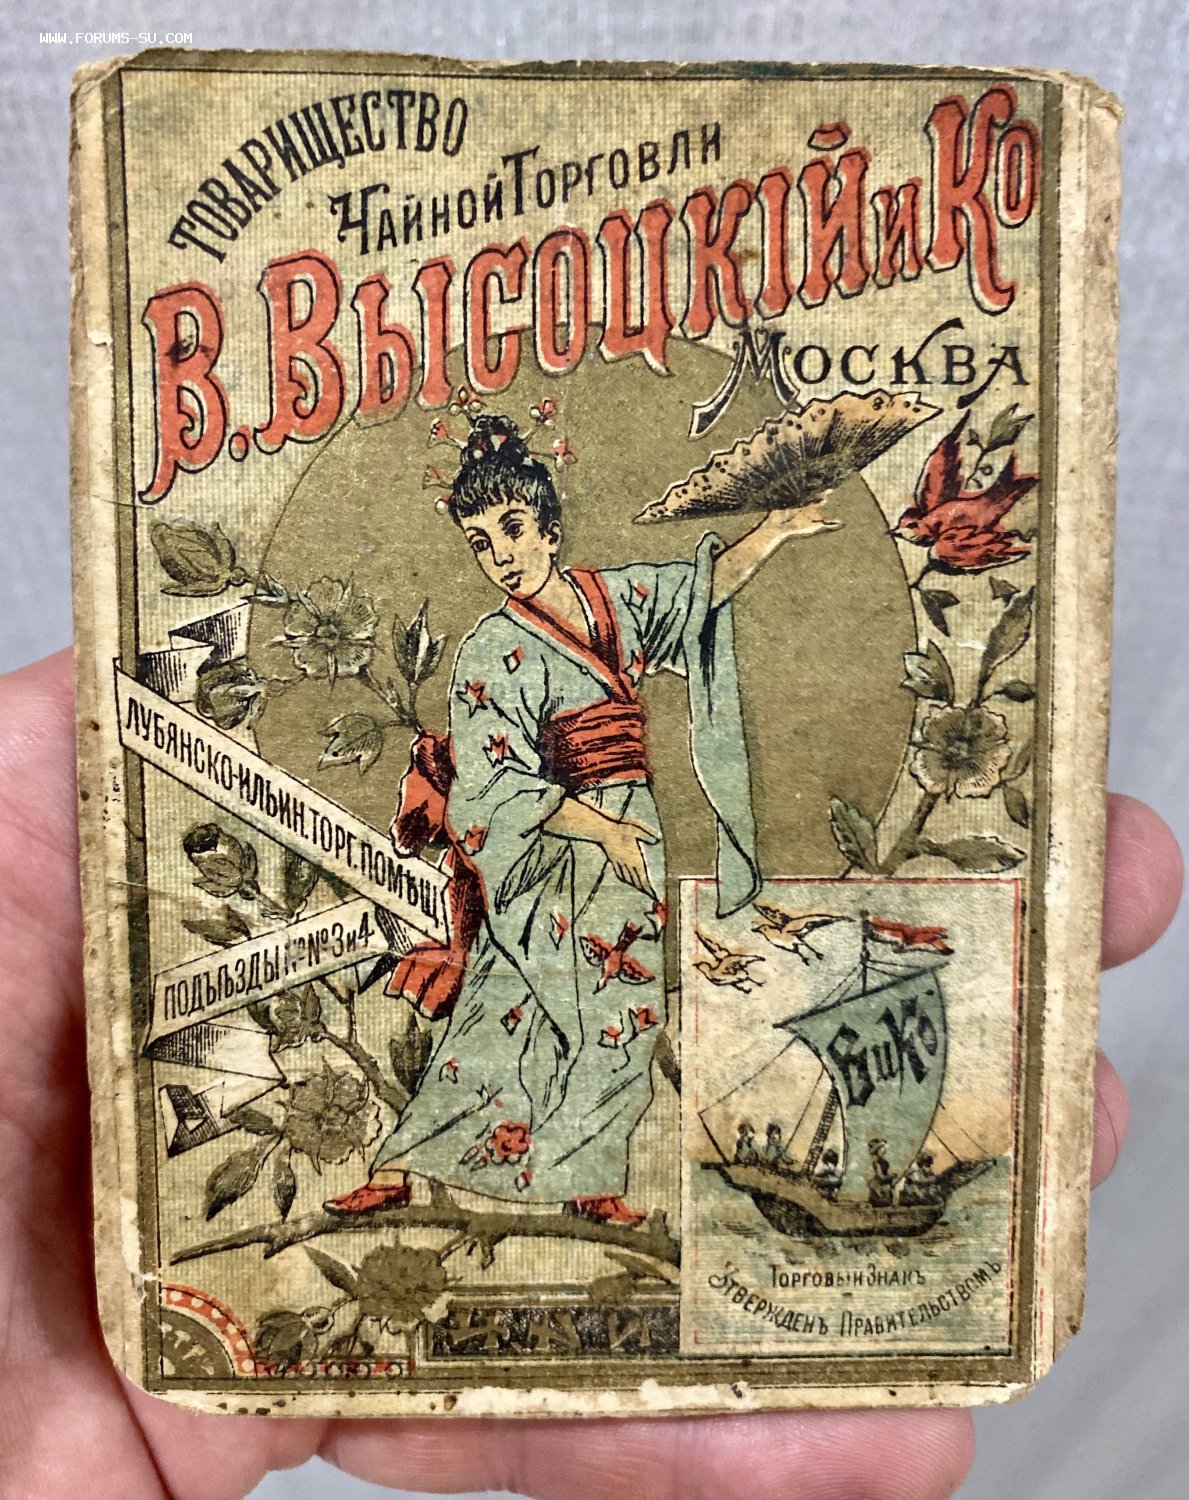 WWW.FORUMS-SU.COM
ТОВАРИЩЕСТВО
ЧАЙНОЙ ТОРГОВЛИ
В. ВЫСОЦКІЙ и Ко
МОСКВА
ЛУБЯНСКО-ИЛЬИН. ТОРГ. ПОМѢЩ.
ПОДЪѢЗДЫ №№ 3 и 4
ВиКо
ТОРГОВЫЙ ЗНАКЪ
УТВЕРЖДЕНЪ ПРАВИТЕЛЬСТВОМЪ